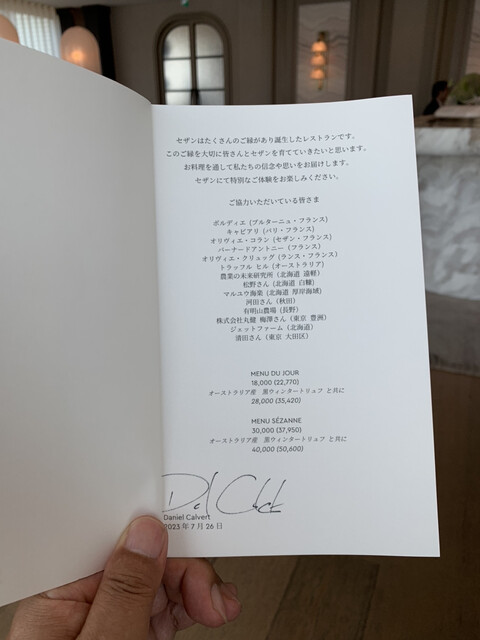 セザンはたくさんのご縁があり誕生したレストランです。
このご縁を大切に皆さんとセザンを育てていきたいと思います。
お料理を通して私たちの信念や思いをお届けします。
セザンにて特別なご体験をお楽しみください。
ご協力いただいている皆さま
ボルディエ (ブルターニュ・フランス)
キャビアリ (パリ・フランス)
オリヴィエ・コラン (セザン・フランス)
バーナードアントニー (フランス)
オリヴィエ・クリュッグ (ランス・フランス)
トラッフル ヒル (オーストラリア)
農業の未来研究所 (北海道 遠軽)
松野さん (北海道 白糠)
マルユウ海業 (北海道 厚岸海域)
河田さん (秋田)
有明山農場 (長野)
株式会社丸健 梅澤さん (東京 豊洲)
ジェットファーム (北海道)
清田さん (東京 大田区)
MENU DU JOUR
18,000 (22,770)
オーストラリア産 黒ウィンタートリュフ と共に
28,000 (35,420)
MENU SÉZANNE
30,000 (37,950)
オーストラリア産 黒ウィンタートリュフ と共に
40,000 (50,600)
Daniel Calvert
2023 年 7 月 26 日